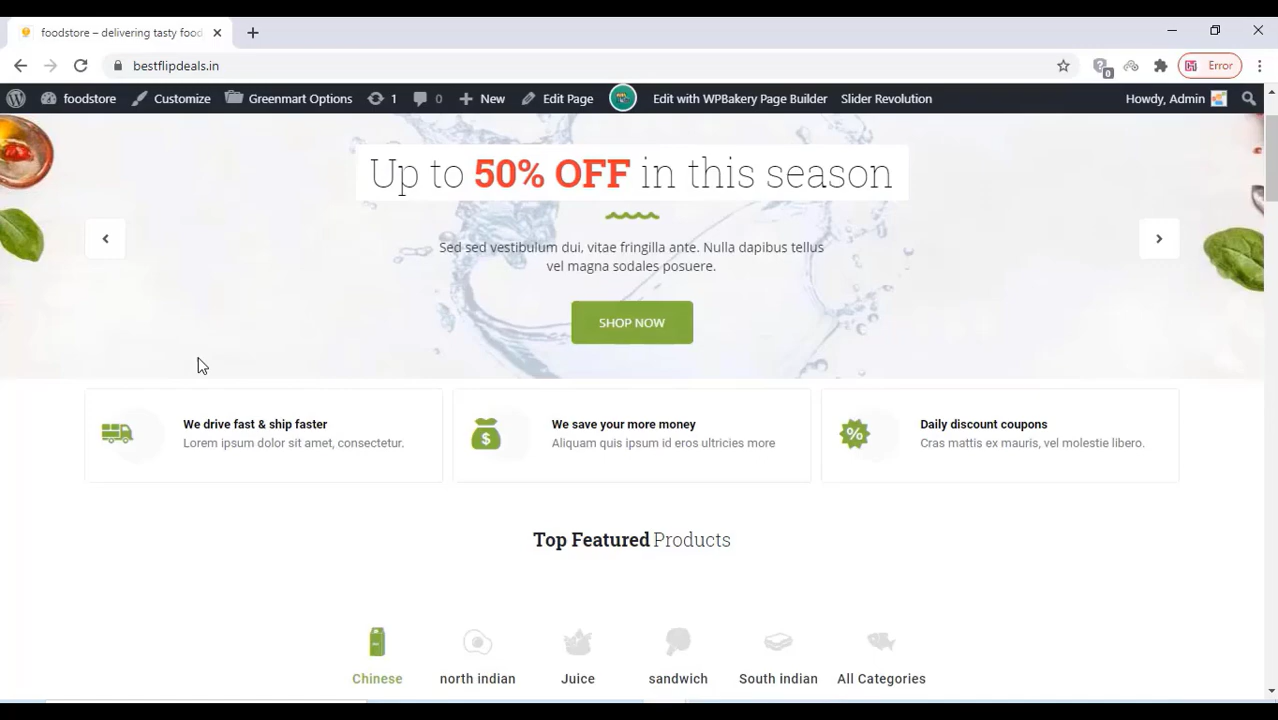 foodstore – delivering tasty food
bestflipdeals.in
0
Error
foodstore
Customize
Greenmart Options
1
0
New
Edit Page
Edit with WPBakery Page Builder
Slider Revolution
Howdy, Admin
Up to 50% OFF in this season
Sed sed vestibulum dui, vitae fringilla ante. Nulla dapibus tellus
vel magna sodales posuere.
SHOP NOW
We drive fast & ship faster
Lorem ipsum dolor sit amet, consectetur.
We save your more money
Aliquam quis ipsum id eros ultricies more
Daily discount coupons
Cras mattis ex mauris, vel molestie libero.
Top Featured Products
Chinese
north indian
Juice
sandwich
South indian
All Categories